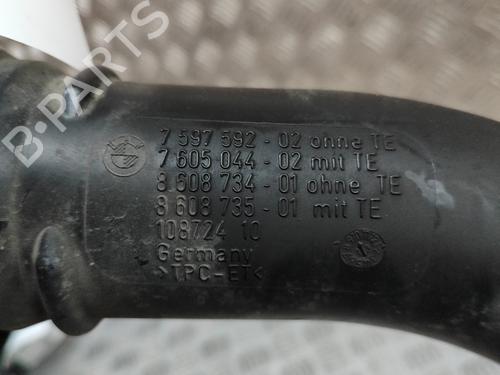 B-PARTS
7 597 592-02 ohne TE
7 605 044-02 mit TE
8 608 734-01 ohne TE
8 608 735-01 mit TE
108724 10
Germany
>TPC-ET<